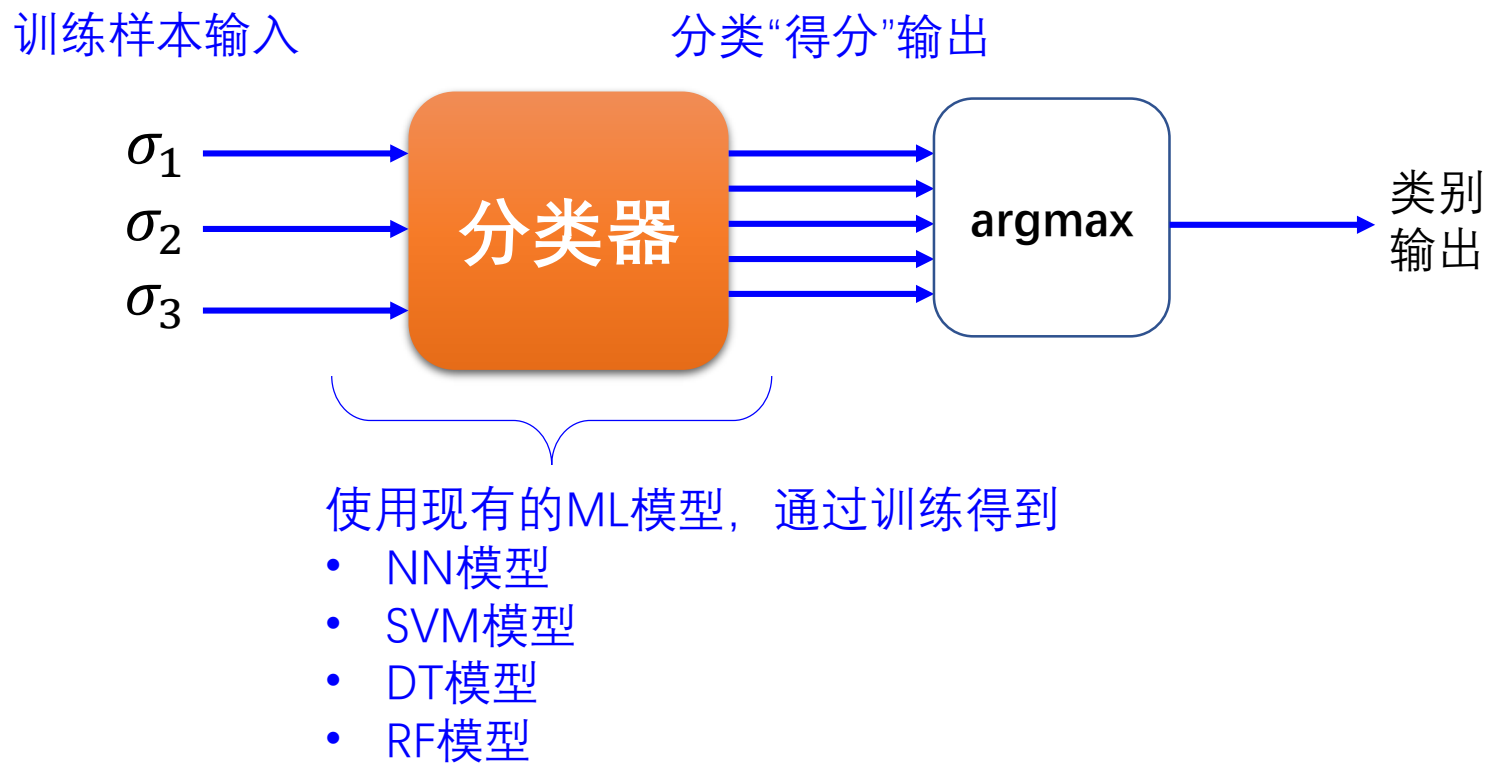 训练样本输入
分类“得分”输出
σ₁
σ₂
σ₃
分类器
argmax
类别
输出
使用现有的ML模型，通过训练得到
• NN模型
• SVM模型
• DT模型
• RF模型